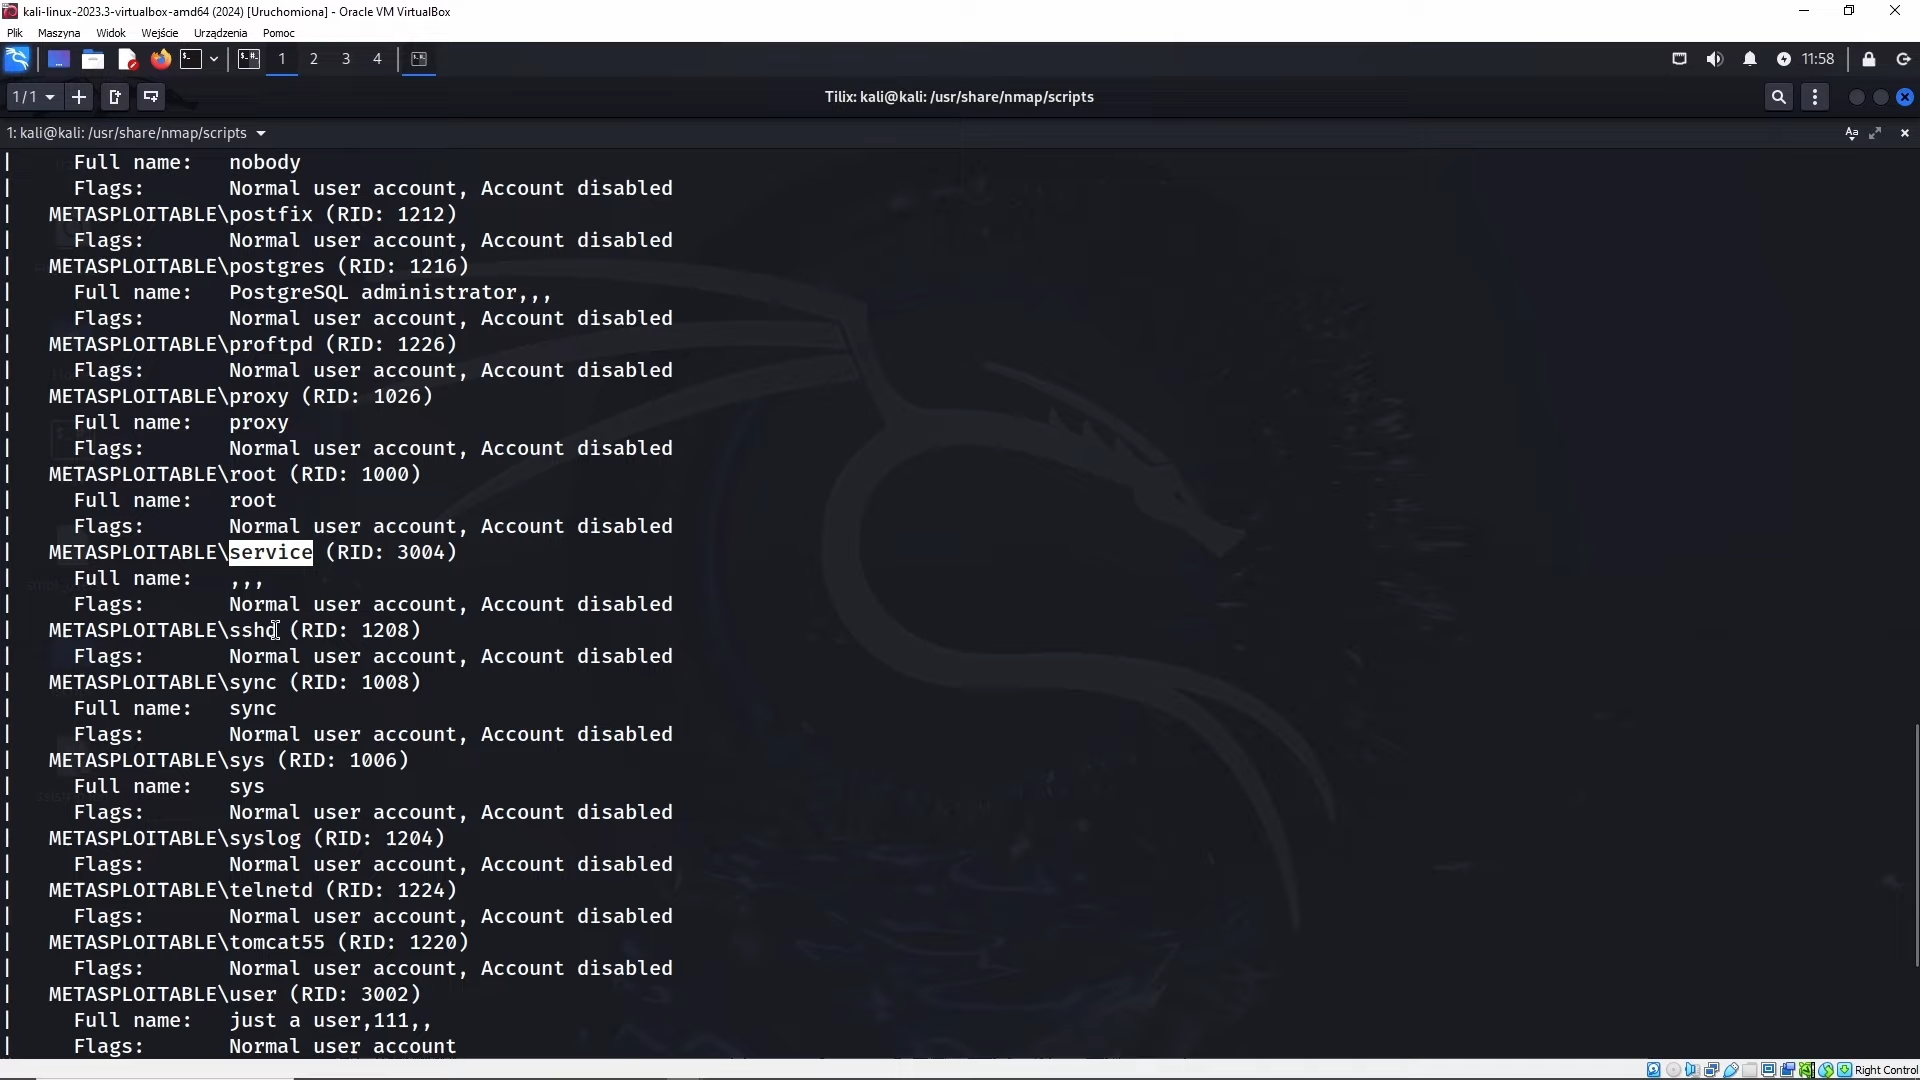 kali-linux-2023.3-virtualbox-amd64 (2024) [Uruchomiona] - Oracle VM VirtualBox
Plik Maszyna Widok Wejście Urządzenia Pomoc
1 2 3 4 11:58
1/1 Tilix: kali@kali: /usr/share/nmap/scripts
1: kali@kali: /usr/share/nmap/scripts Aa
| Full name: nobody
| Flags: Normal user account, Account disabled
| METASPLOITABLE\postfix (RID: 1212)
| Flags: Normal user account, Account disabled
| METASPLOITABLE\postgres (RID: 1216)
| Full name: PostgreSQL administrator,,,
| Flags: Normal user account, Account disabled
| METASPLOITABLE\proftpd (RID: 1226)
| Flags: Normal user account, Account disabled
| METASPLOITABLE\proxy (RID: 1026)
| Full name: proxy
| Flags: Normal user account, Account disabled
| METASPLOITABLE\root (RID: 1000)
| Full name: root
| Flags: Normal user account, Account disabled
| METASPLOITABLE\service (RID: 3004)
| Full name: ,,,
| Flags: Normal user account, Account disabled
| METASPLOITABLE\sshd (RID: 1208)
| Flags: Normal user account, Account disabled
| METASPLOITABLE\sync (RID: 1008)
| Full name: sync
| Flags: Normal user account, Account disabled
| METASPLOITABLE\sys (RID: 1006)
| Full name: sys
| Flags: Normal user account, Account disabled
| METASPLOITABLE\syslog (RID: 1204)
| Flags: Normal user account, Account disabled
| METASPLOITABLE\telnetd (RID: 1224)
| Flags: Normal user account, Account disabled
| METASPLOITABLE\tomcat55 (RID: 1220)
| Flags: Normal user account, Account disabled
| METASPLOITABLE\user (RID: 3002)
| Full name: just a user,111,,
| Flags: Normal user account
Right Control